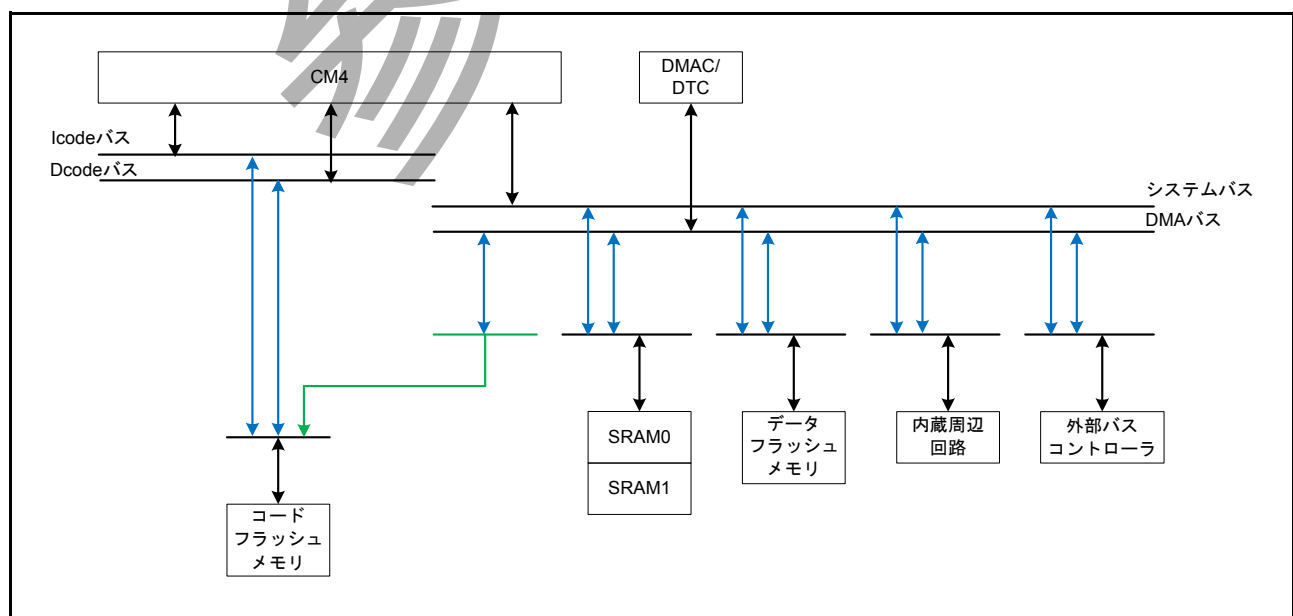 CM4
DMAC/
DTC
Icodeバス
Dcodeバス
システムバス
DMAバス
SRAM0
SRAM1
データ
フラッシュ
メモリ
内蔵周辺
回路
外部バス
コントローラ
コード
フラッシュ
メモリ